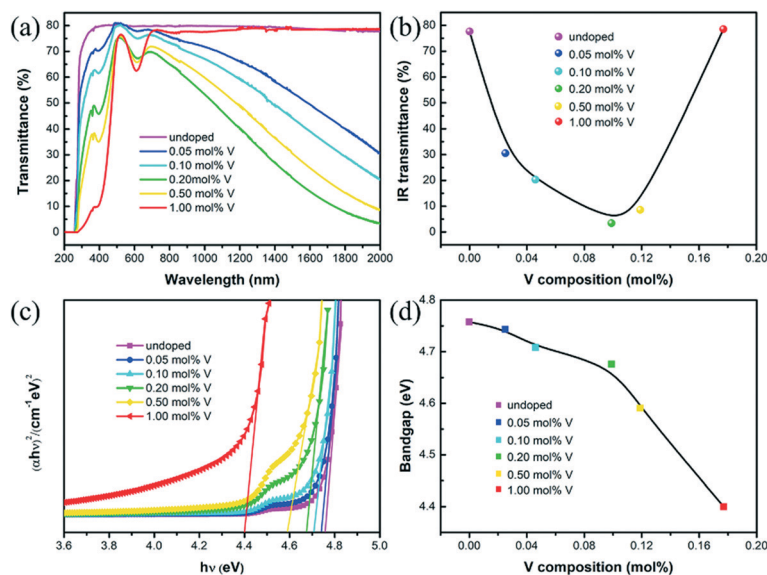 (a)
Transmittance (%)
80
70
60
50
40
30
20
10
0
undoped
0.05 mol% V
0.10 mol% V
0.20mol% V
0.50 mol% V
1.00 mol% V
200 400 600 800 1000 1200 1400 1600 1800 2000
Wavelength (nm)
(b)
IR transmittance (%)
80
70
60
50
40
30
20
10
0
undoped
0.05 mol% V
0.10 mol% V
0.20 mol% V
0.50 mol% V
1.00 mol% V
0.00 0.04 0.08 0.12 0.16 0.20
V composition (mol%)
(c)
(αhν)²/(cm⁻¹eV)²
undoped
0.05 mol% V
0.10 mol% V
0.20 mol% V
0.50 mol% V
1.00 mol% V
3.6 3.8 4.0 4.2 4.4 4.6 4.8 5.0
hν (eV)
(d)
Bandgap (eV)
4.8
4.7
4.6
4.5
4.4
undoped
0.05 mol% V
0.10 mol% V
0.20 mol% V
0.50 mol% V
1.00 mol% V
0.00 0.04 0.08 0.12 0.16 0.20
V composition (mol%)